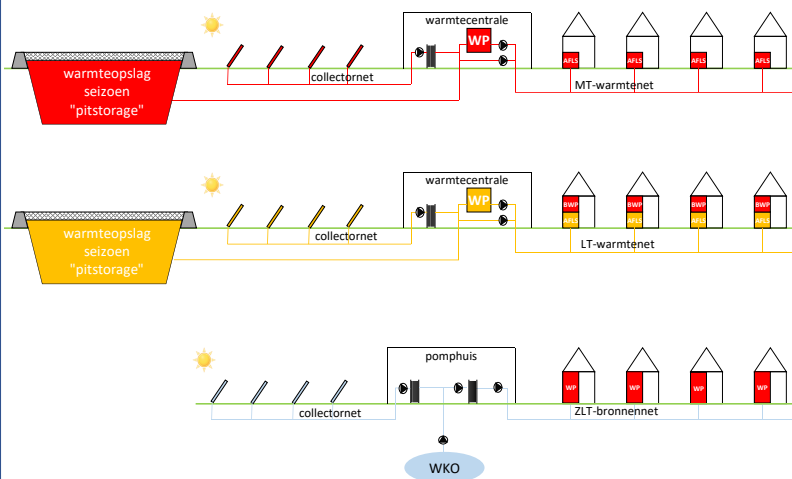 warmtecentrale
WP
warmteopslag
seizoen
"pitstorage"
collectornet
AFLS
AFLS
AFLS
AFLS
MT-warmtenet
warmtecentrale
WP
warmteopslag
seizoen
"pitstorage"
collectornet
BWP
AFLS
BWP
AFLS
BWP
AFLS
BWP
AFLS
LT-warmtenet
pomphuis
collectornet
WP
WP
WP
WP
ZLT-bronnennet
WKO